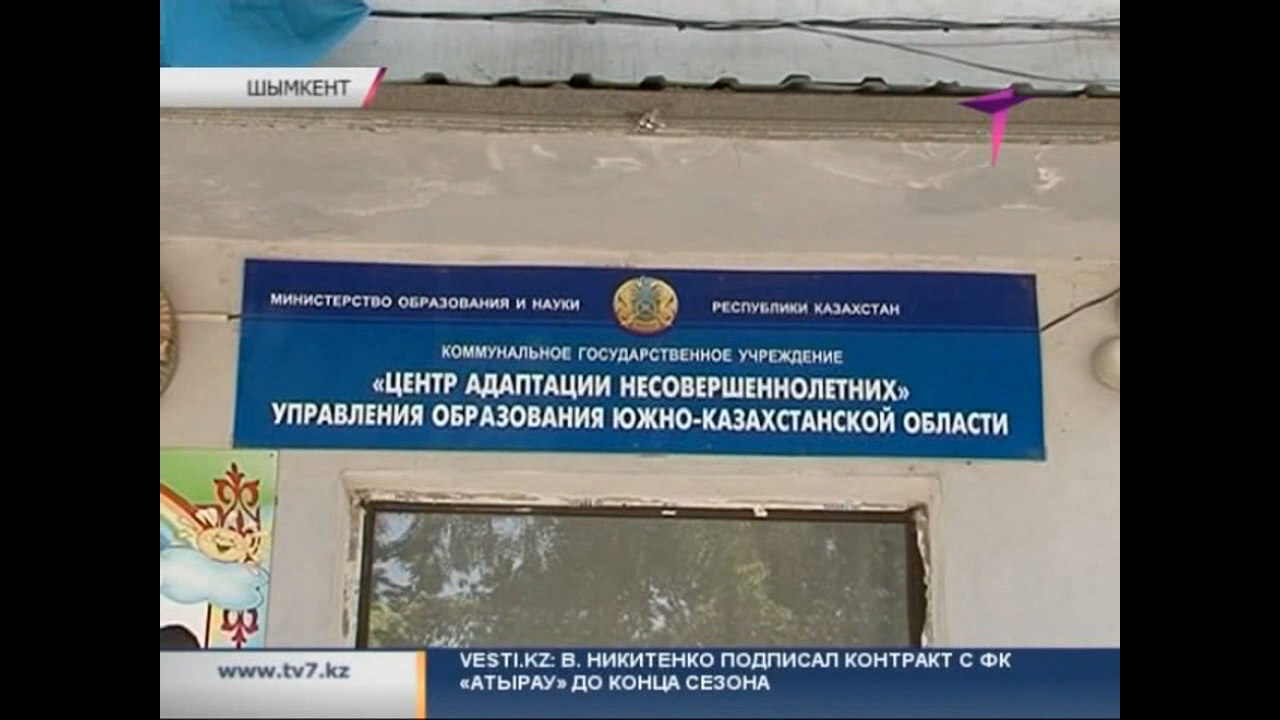 ШЫМКЕНТ
МИНИСТЕРСТВО ОБРАЗОВАНИЯ И НАУКИ РЕСПУБЛИКИ КАЗАХСТАН
КОММУНАЛЬНОЕ ГОСУДАРСТВЕННОЕ УЧРЕЖДЕНИЕ
«ЦЕНТР АДАПТАЦИИ НЕСОВЕРШЕННОЛЕТНИХ»
УПРАВЛЕНИЯ ОБРАЗОВАНИЯ ЮЖНО-КАЗАХСТАНСКОЙ ОБЛАСТИ
www.tv7.kz
VESTI.KZ: В. НИКИТЕНКО ПОДПИСАЛ КОНТРАКТ С ФК
«АТЫРАУ» ДО КОНЦА СЕЗОНА